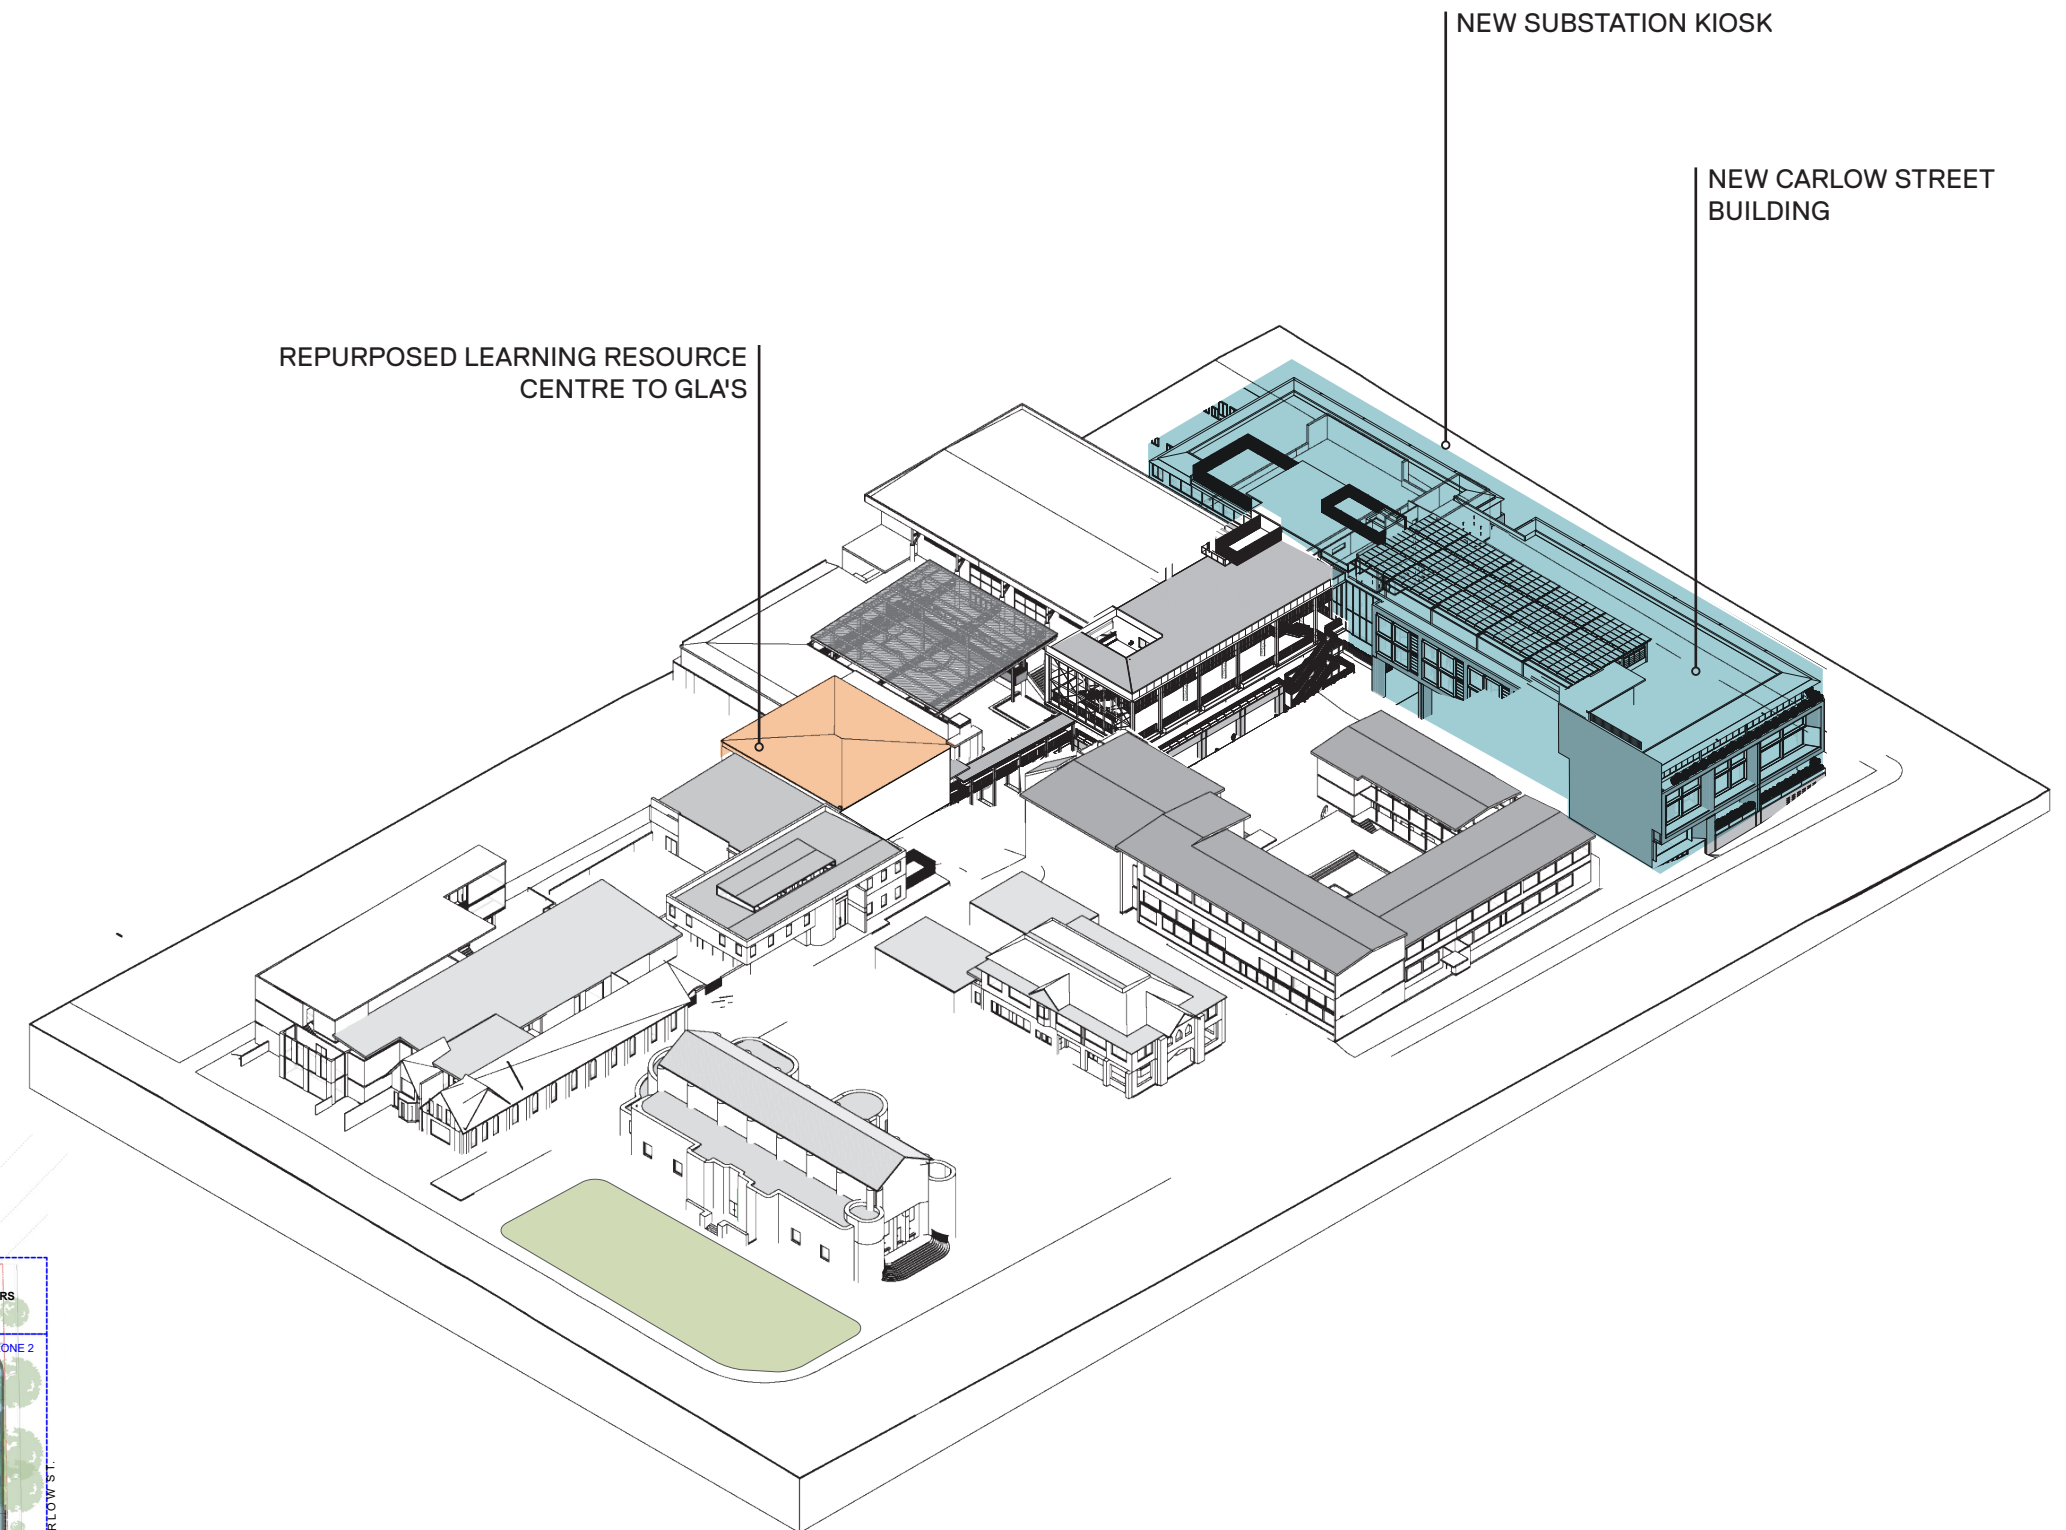 NEW SUBSTATION KIOSK
NEW CARLOW STREET
BUILDING
REPURPOSED LEARNING RESOURCE
CENTRE TO GLA'S
RS
ONE 2
RLOW ST.